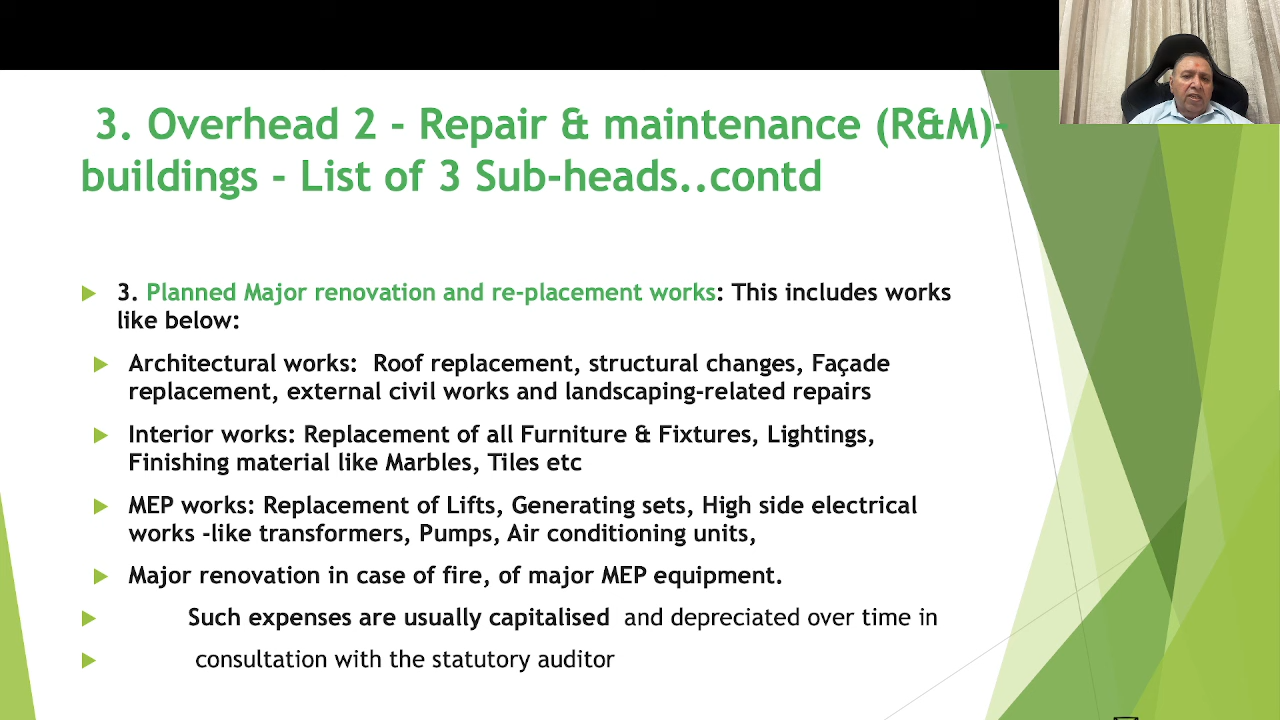 3. Overhead 2 - Repair & maintenance (R&M)-
buildings - List of 3 Sub-heads..contd
3. Planned Major renovation and re-placement works: This includes works
like below:
Architectural works: Roof replacement, structural changes, Façade
replacement, external civil works and landscaping-related repairs
Interior works: Replacement of all Furniture & Fixtures, Lightings,
Finishing material like Marbles, Tiles etc
MEP works: Replacement of Lifts, Generating sets, High side electrical
works -like transformers, Pumps, Air conditioning units,
Major renovation in case of fire, of major MEP equipment.
Such expenses are usually capitalised and depreciated over time in
consultation with the statutory auditor